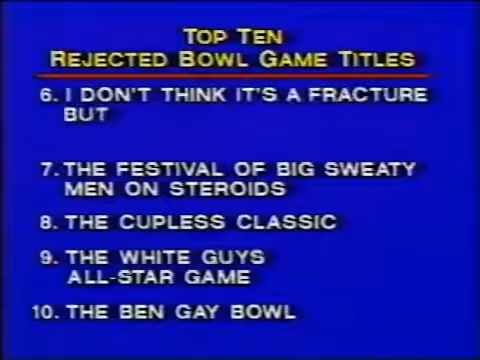 TOP TEN
REJECTED BOWL GAME TITLES
6. I DON'T THINK IT'S A FRACTURE
BUT
7. THE FESTIVAL OF BIG SWEATY
MEN ON STEROIDS
8. THE CUPLESS CLASSIC
9. THE WHITE GUYS
ALL-STAR GAME
10. THE BEN GAY BOWL